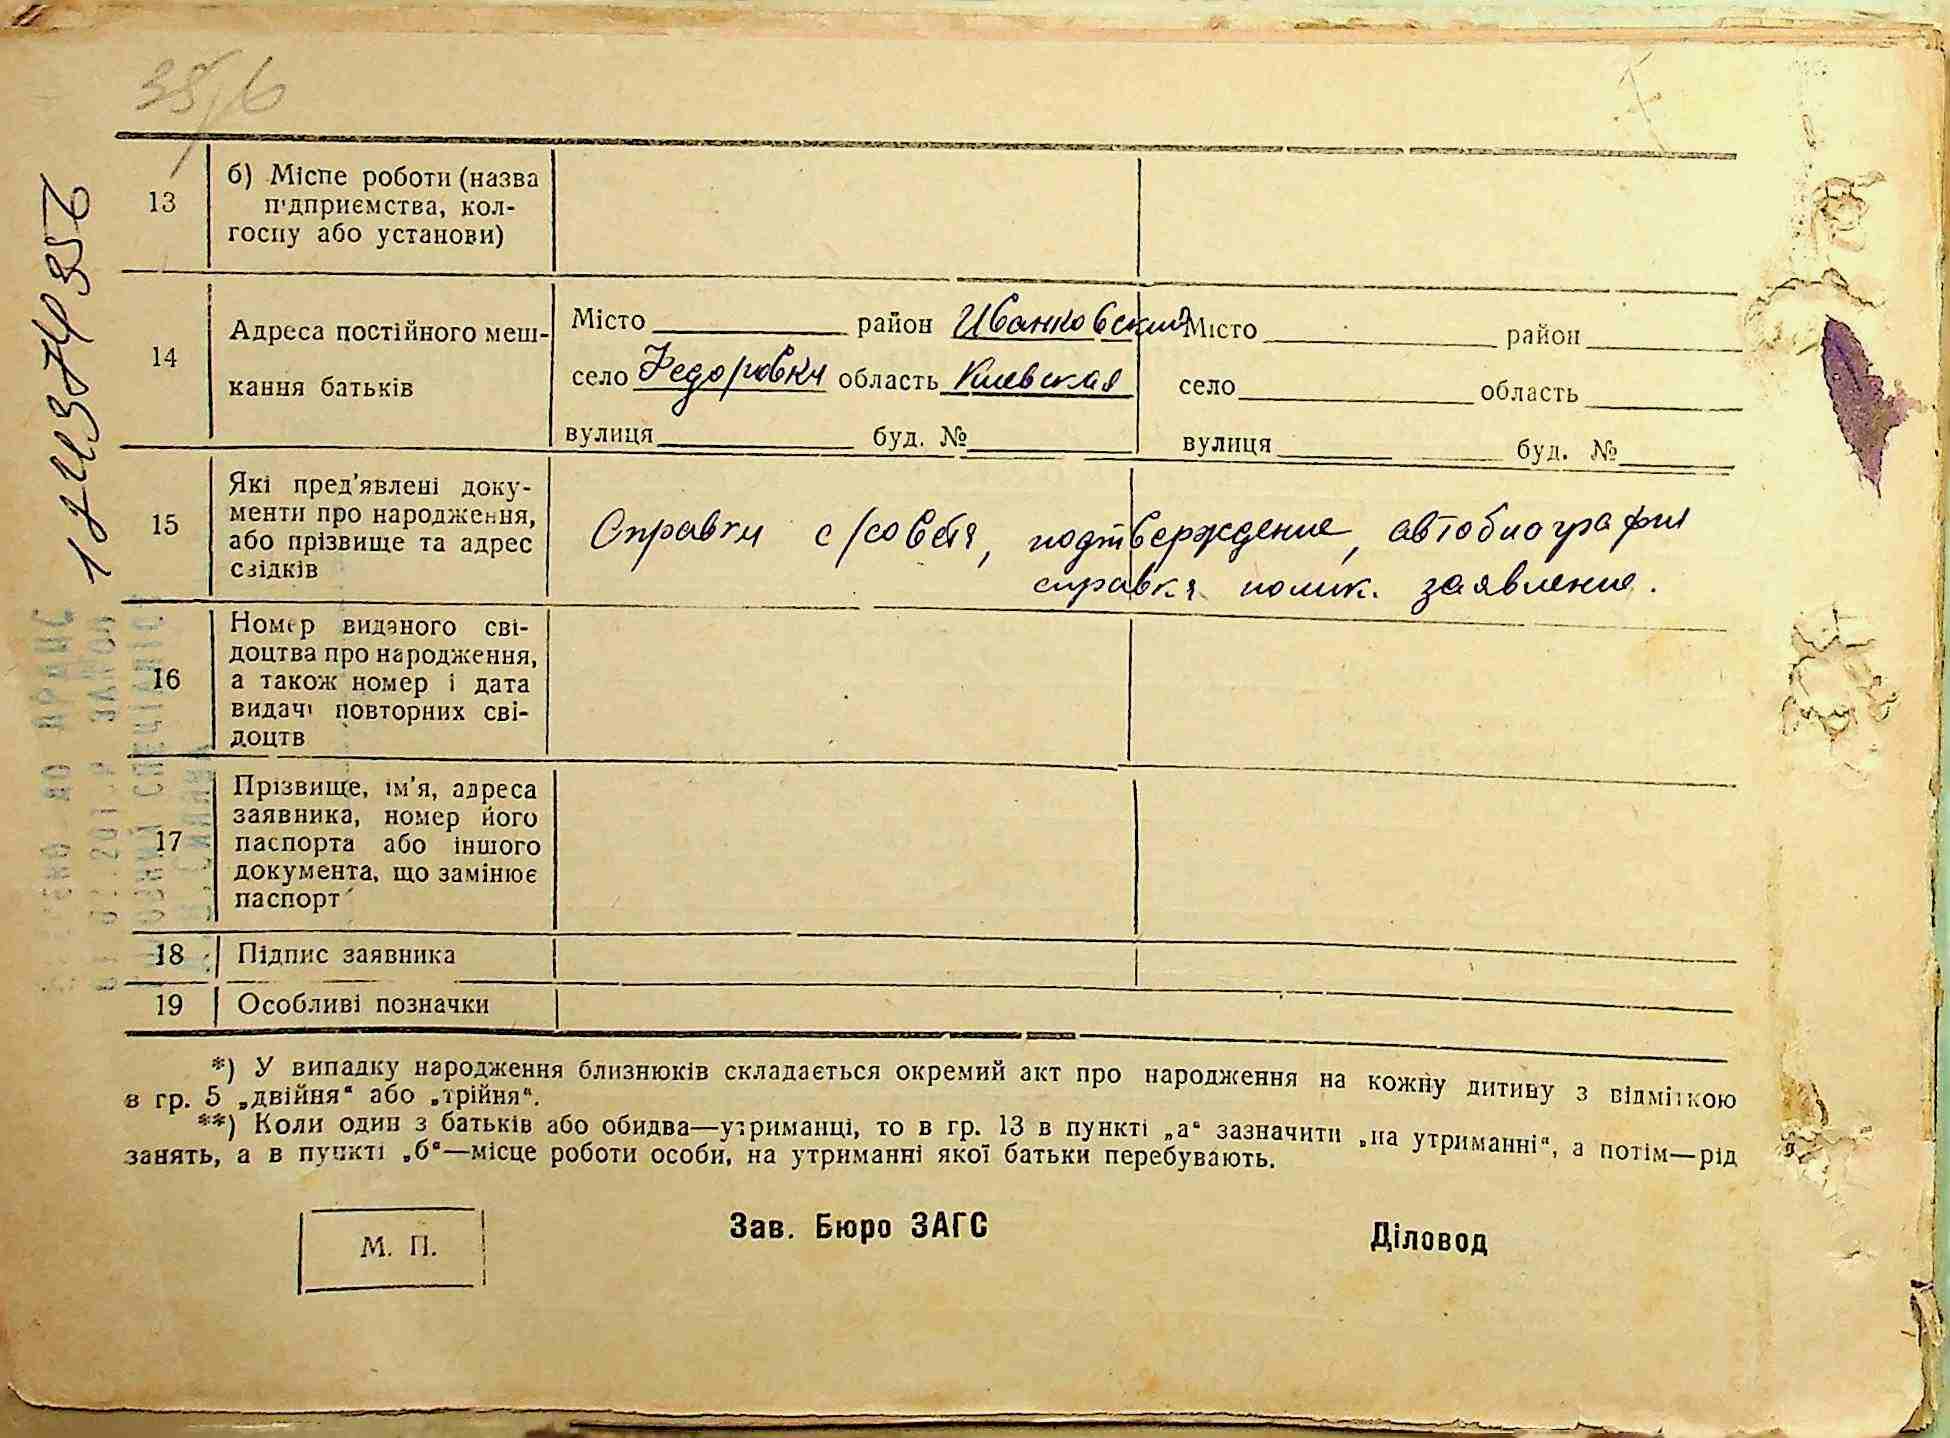 35/6
13
б) Місце роботи (назва
підприємства, кол-
госпу або установи)
14
Адреса постійного меш-
кання батьків
Місто район Иванковский
село Федоровка область Киевская
вулиця буд. №
Місто район
село область
вулиця буд. №
15
Які пред'явлені доку-
менти про народження,
або прізвище та адрес
свідків
Справки с/совета, подтверждение, автобиография
справка полик. заявление.
16
Номер виданого сві-
доцтва про народження,
а також номер і дата
видачі повторних сві-
доцтв
17
Прізвище, ім'я, адреса
заявника, номер його
паспорта або іншого
документа, що замінює
паспорт
18
Підпис заявника
19
Особливі позначки
*) У випадку народження близнюків складається окремий акт про народження на кожну дитину з відміткою
в гр. 5 „двійня“ або „трійня“.
**) Коли один з батьків або обидва—утриманці, то в гр. 13 в пункті „а“ зазначити „на утриманні“, а потім—рід
занять, а в пункті „б“—місце роботи особи, на утриманні якої батьки перебувають.
М. П.
Зав. Бюро ЗАГС
Діловод